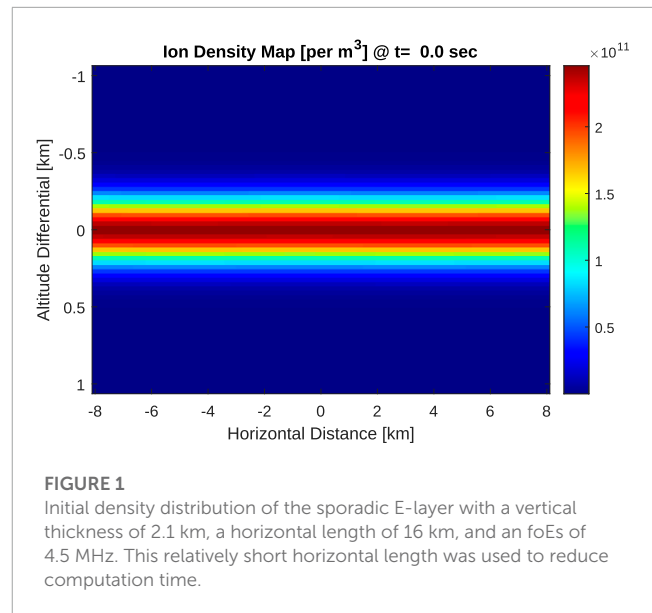 Ion Density Map [per m³] @ t= 0.0 sec
×10¹¹
-1
-0.5
0
0.5
1
Altitude Differential [km]
2
1.5
1
0.5
-8 -6 -4 -2 0 2 4 6 8
Horizontal Distance [km]
FIGURE 1
Initial density distribution of the sporadic E-layer with a vertical
thickness of 2.1 km, a horizontal length of 16 km, and an foEs of
4.5 MHz. This relatively short horizontal length was used to reduce
computation time.